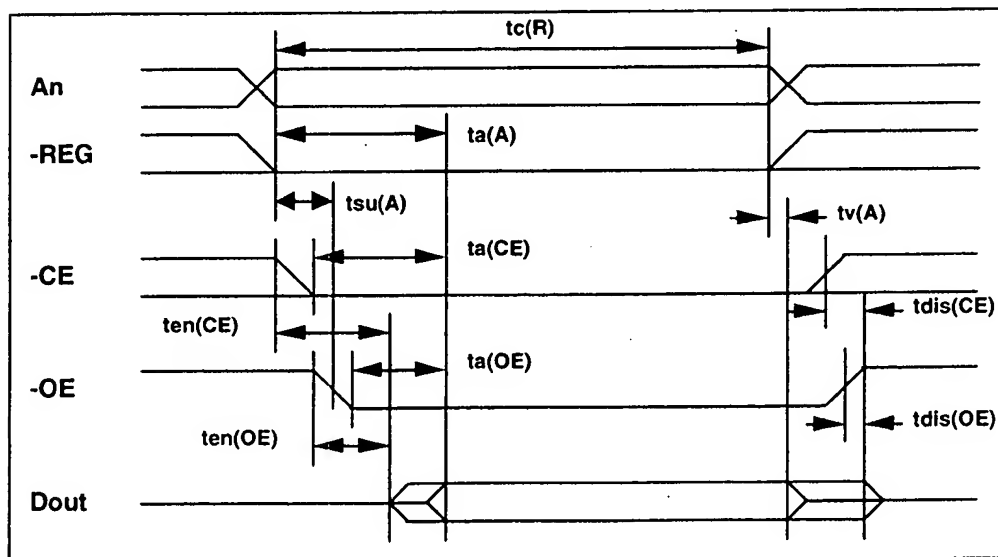 tc(R)
An
ta(A)
-REG
tsu(A)
tv(A)
ta(CE)
-CE
ten(CE)
tdis(CE)
ta(OE)
-OE
tdis(OE)
ten(OE)
Dout